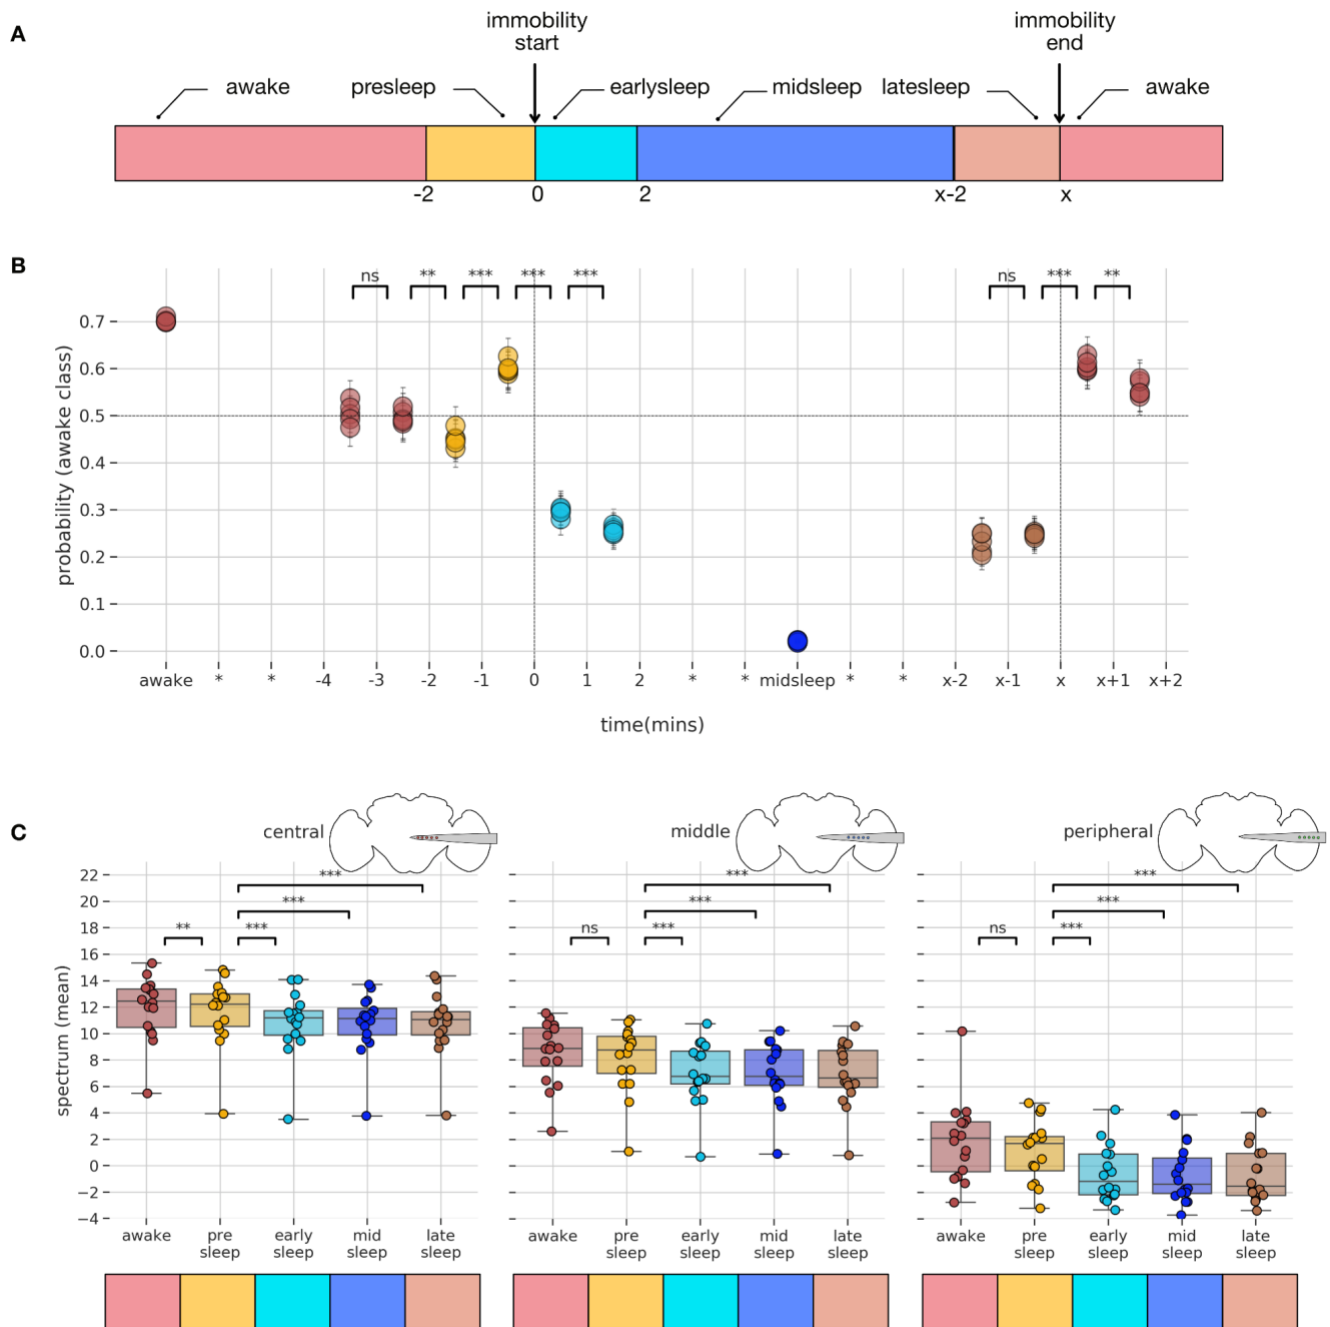 A
immobility
start
immobility
end
awake
presleep
earlysleep
midsleep
latesleep
awake
-2
0
2
x-2
x
B
ns
**
***
***
***
ns
***
**
probability (awake class)
0.7
0.6
0.5
0.4
0.3
0.2
0.1
0.0
awake * * -4 -3 -2 -1 0 1 2 * * midsleep * * x-2 x-1 x x+1 x+2
time(mins)
C
central
middle
peripheral
spectrum (mean)
22
20
18
16
14
12
10
8
6
4
2
0
−2
−4
***
***
**
***
***
***
ns
***
***
***
ns
***
awake
pre
sleep
early
sleep
mid
sleep
late
sleep
awake
pre
sleep
early
sleep
mid
sleep
late
sleep
awake
pre
sleep
early
sleep
mid
sleep
late
sleep